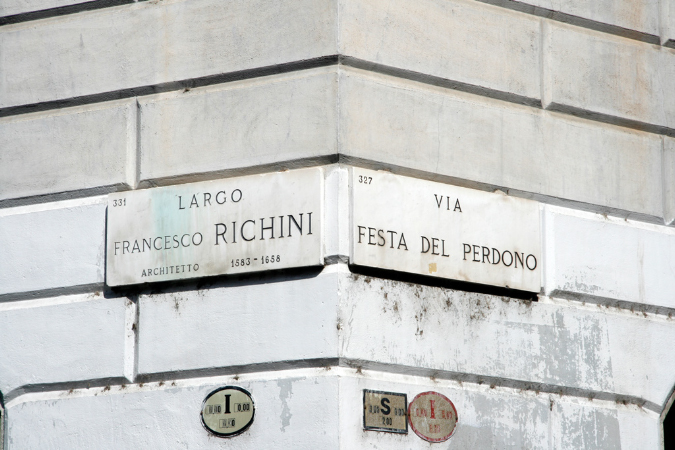 331
LARGO
FRANCESCO RICHINI
ARCHITETTO 1583-1658
327
VIA
FESTA DEL PERDONO
I
S
I